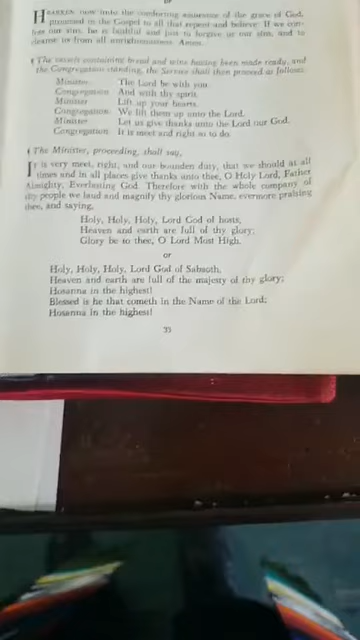 or
HEARKEN now unto the comforting assurance of the grace of God,
promised in the Gospel to all that repent and believe: If we con-
fess our sins, he is faithful and just to forgive us our sins, and to
cleanse us from all unrighteousness. Amen.
¶ The vessels containing bread and wine having been made ready, and
the Congregation standing, the Service shall then proceed as follows.
Minister The Lord be with you.
Congregation And with thy spirit.
Minister Lift up your hearts.
Congregation We lift them up unto the Lord.
Minister Let us give thanks unto the Lord our God.
Congregation It is meet and right so to do.
¶ The Minister, proceeding, shall say,
IT is very meet, right, and our bounden duty, that we should at all
times and in all places give thanks unto thee, O Holy Lord, Father
Almighty, Everlasting God. Therefore with the whole company of
thy people we laud and magnify thy glorious Name, evermore praising
thee, and saying,
Holy, Holy, Holy, Lord God of hosts,
Heaven and earth are full of thy glory;
Glory be to thee, O Lord Most High.
or
Holy, Holy, Holy, Lord God of Sabaoth,
Heaven and earth are full of the majesty of thy glory;
Hosanna in the highest!
Blessed is he that cometh in the Name of the Lord;
Hosanna in the highest!